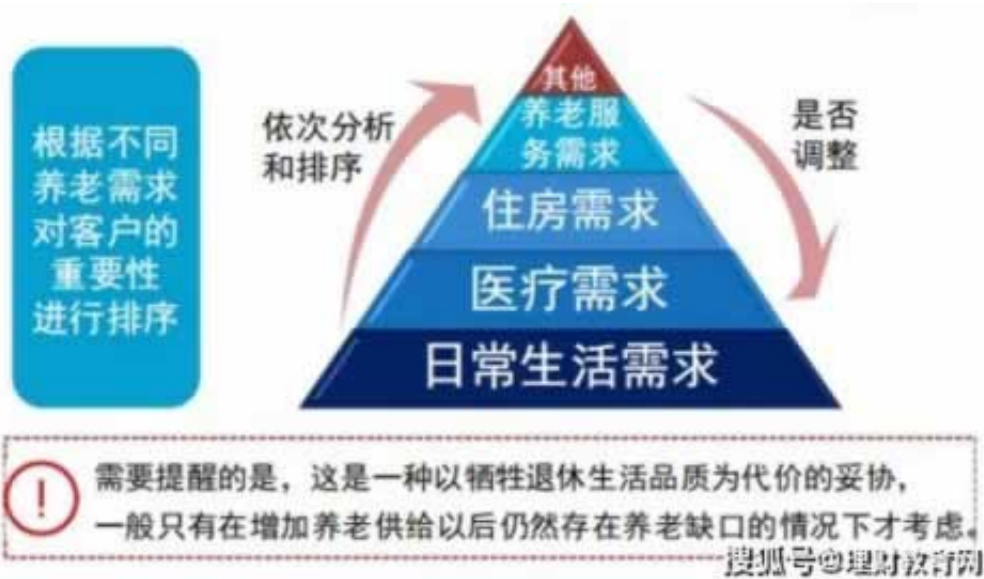 根据不同
养老需求
对客户的
重要性
进行排序
依次分析
和排序
其他
养老服
务需求
住房需求
医疗需求
日常生活需求
是否
调整
!
需要提醒的是，这是一种以牺牲退休生活品质为代价的妥协，
一般只有在增加养老供给以后仍然存在养老缺口的情况下才考虑。
搜狐号@理财教育网